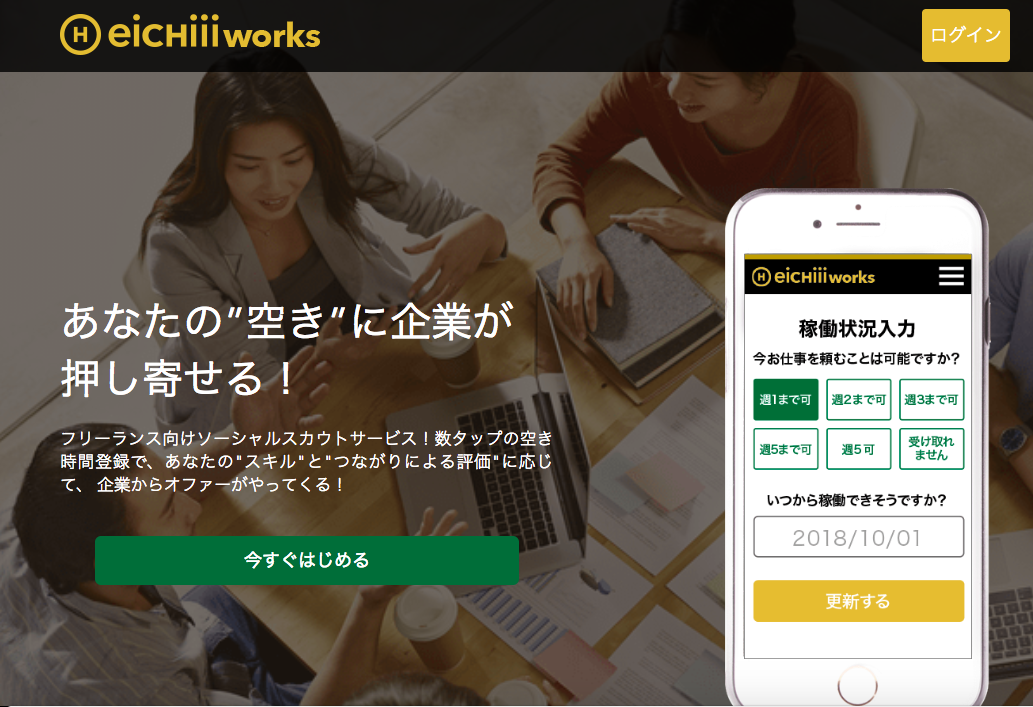 H eicHiii works
ログイン
あなたの"空き"に企業が
押し寄せる！
フリーランス向けソーシャルスカウトサービス！数タップの空き
時間登録で、あなたの"スキル"と"つながりによる評価"に応じ
て、 企業からオファーがやってくる！
今すぐはじめる
H eicHiii works
稼働状況入力
今お仕事を頼むことは可能ですか？
週1まで可 週2まで可 週3まで可
週5まで可 週5可 受け取れ
ません
いつから稼働できそうですか？
2018/10/01
更新する